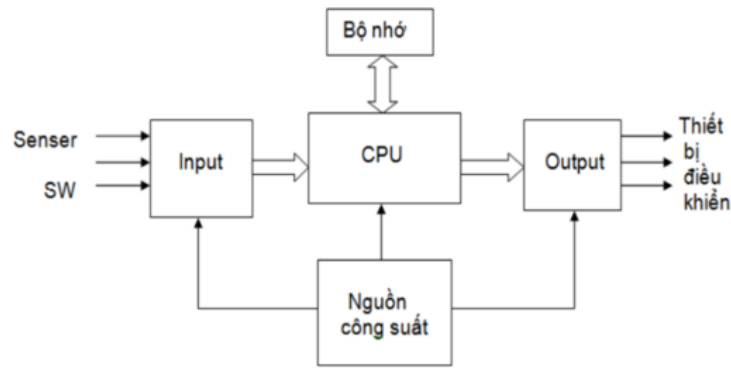 Bộ nhớ
Senser
SW
Input
CPU
Output
Thiết
bị
điều
khiển
Nguồn
công suất